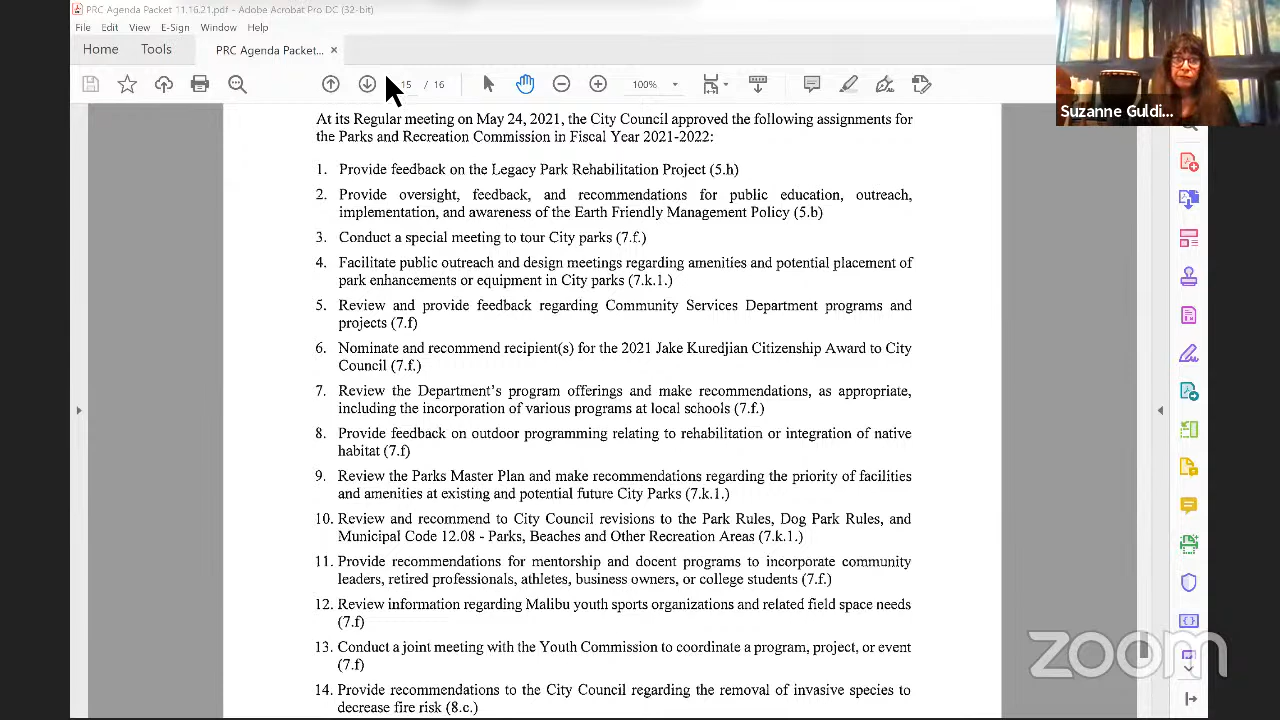 PRC Agenda Packet 11.16.21.pdf - Adobe Acrobat Pro DC (32-bit)
File Edit View E-Sign Window Help
Home Tools PRC Agenda Packet... ×
15 / 16 100%
Suzanne Guldi...
At its Regular on May 24, 2021, the City Council approved the following assignments for
the Parks and Recreation Commission in Fiscal Year 2021-2022:
1. Provide feedback on the Legacy Park Rehabilitation Project (5.h)
2. Provide oversight, feedback, and recommendations for public education, outreach,
implementation, and awareness of the Earth Friendly Management Policy (5.b)
3. Conduct a special meeting to tour City parks (7.f.)
4. Facilitate public outreach and design meetings regarding amenities and potential placement of
park enhancements or equipment in City parks (7.k.1.)
5. Review and provide feedback regarding Community Services Department programs and
projects (7.f)
6. Nominate and recommend recipient(s) for the 2021 Jake Kuredjian Citizenship Award to City
Council (7.f.)
7. Review the Department's program offerings and make recommendations, as appropriate,
including the incorporation of various programs at local schools (7.f.)
8. Provide feedback on outdoor programming relating to rehabilitation or integration of native
habitat (7.f)
9. Review the Parks Master Plan and make recommendations regarding the priority of facilities
and amenities at existing and potential future City Parks (7.k.1.)
10. Review and recommend to City Council revisions to the Park Rules, Dog Park Rules, and
Municipal Code 12.08 - Parks, Beaches and Other Recreation Areas (7.k.1.)
11. Provide recommendations for mentorship and docent programs to incorporate community
leaders, retired professionals, athletes, business owners, or college students (7.f.)
12. Review information regarding Malibu youth sports organizations and related field space needs
(7.f)
13. Conduct a joint meeting with the Youth Commission to coordinate a program, project, or event
(7.f)
14. Provide recommendations to the City Council regarding the removal of invasive species to
decrease fire risk (8.c.)
zoom